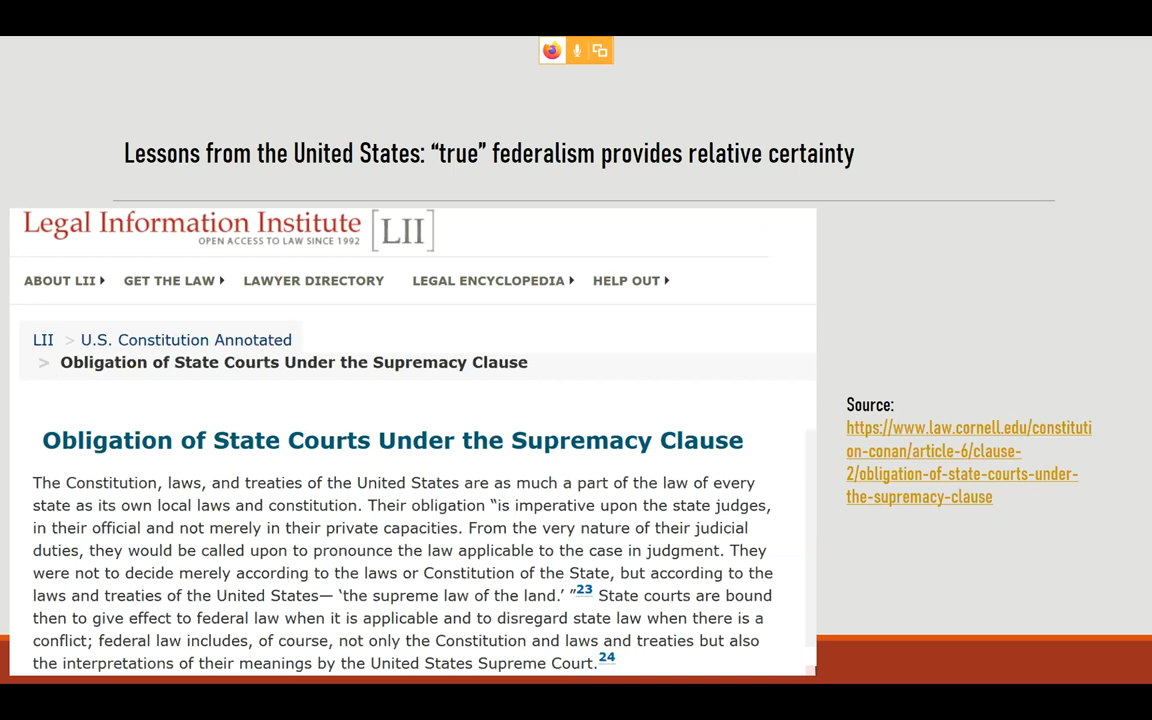 Lessons from the United States: “true” federalism provides relative certainty
Legal Information Institute [LII]
OPEN ACCESS TO LAW SINCE 1992
ABOUT LII GET THE LAW LAWYER DIRECTORY LEGAL ENCYCLOPEDIA HELP OUT
LII > U.S. Constitution Annotated
> Obligation of State Courts Under the Supremacy Clause
Obligation of State Courts Under the Supremacy Clause
The Constitution, laws, and treaties of the United States are as much a part of the law of every
state as its own local laws and constitution. Their obligation “is imperative upon the state judges,
in their official and not merely in their private capacities. From the very nature of their judicial
duties, they would be called upon to pronounce the law applicable to the case in judgment. They
were not to decide merely according to the laws or Constitution of the State, but according to the
laws and treaties of the United States— ‘the supreme law of the land.’ ”23 State courts are bound
then to give effect to federal law when it is applicable and to disregard state law when there is a
conflict; federal law includes, of course, not only the Constitution and laws and treaties but also
the interpretations of their meanings by the United States Supreme Court.24
Source:
https://www.law.cornell.edu/constituti
on-conan/article-6/clause-
2/obligation-of-state-courts-under-
the-supremacy-clause